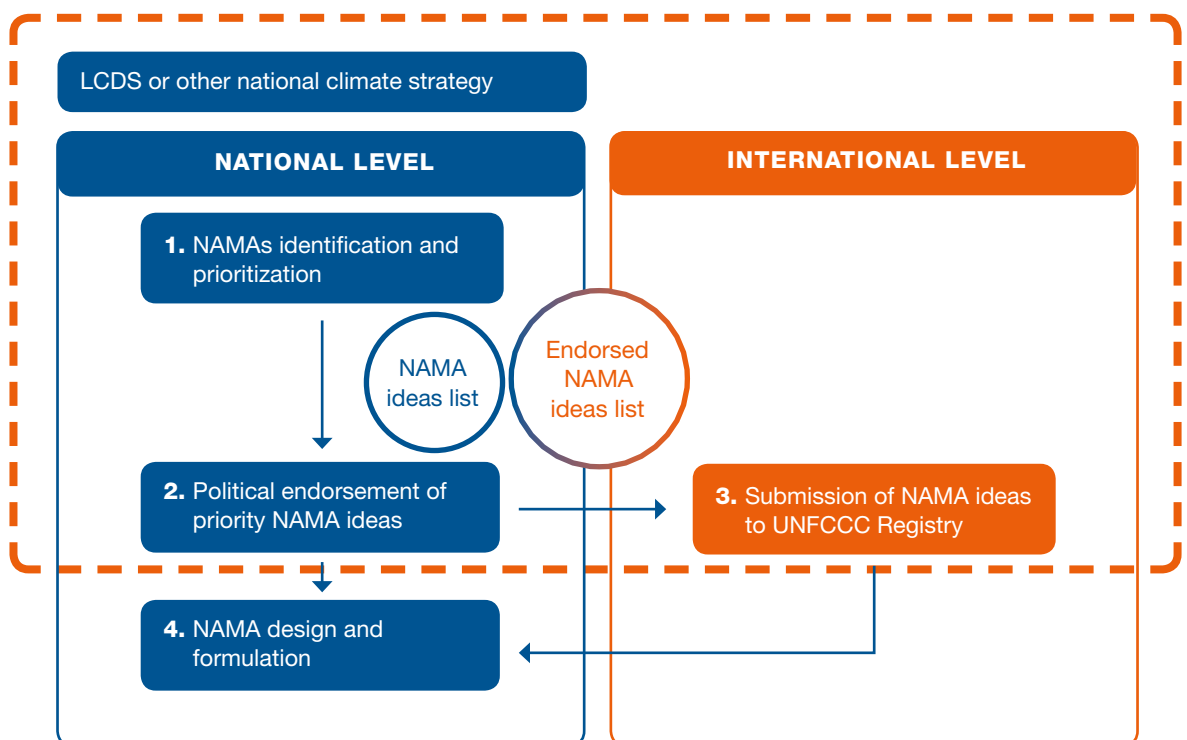 LCDS or other national climate strategy
NATIONAL LEVEL
INTERNATIONAL LEVEL
1. NAMAs identification and
prioritization
NAMA
ideas list
Endorsed
NAMA
ideas list
2. Political endorsement of
priority NAMA ideas
3. Submission of NAMA ideas
to UNFCCC Registry
4. NAMA design and
formulation